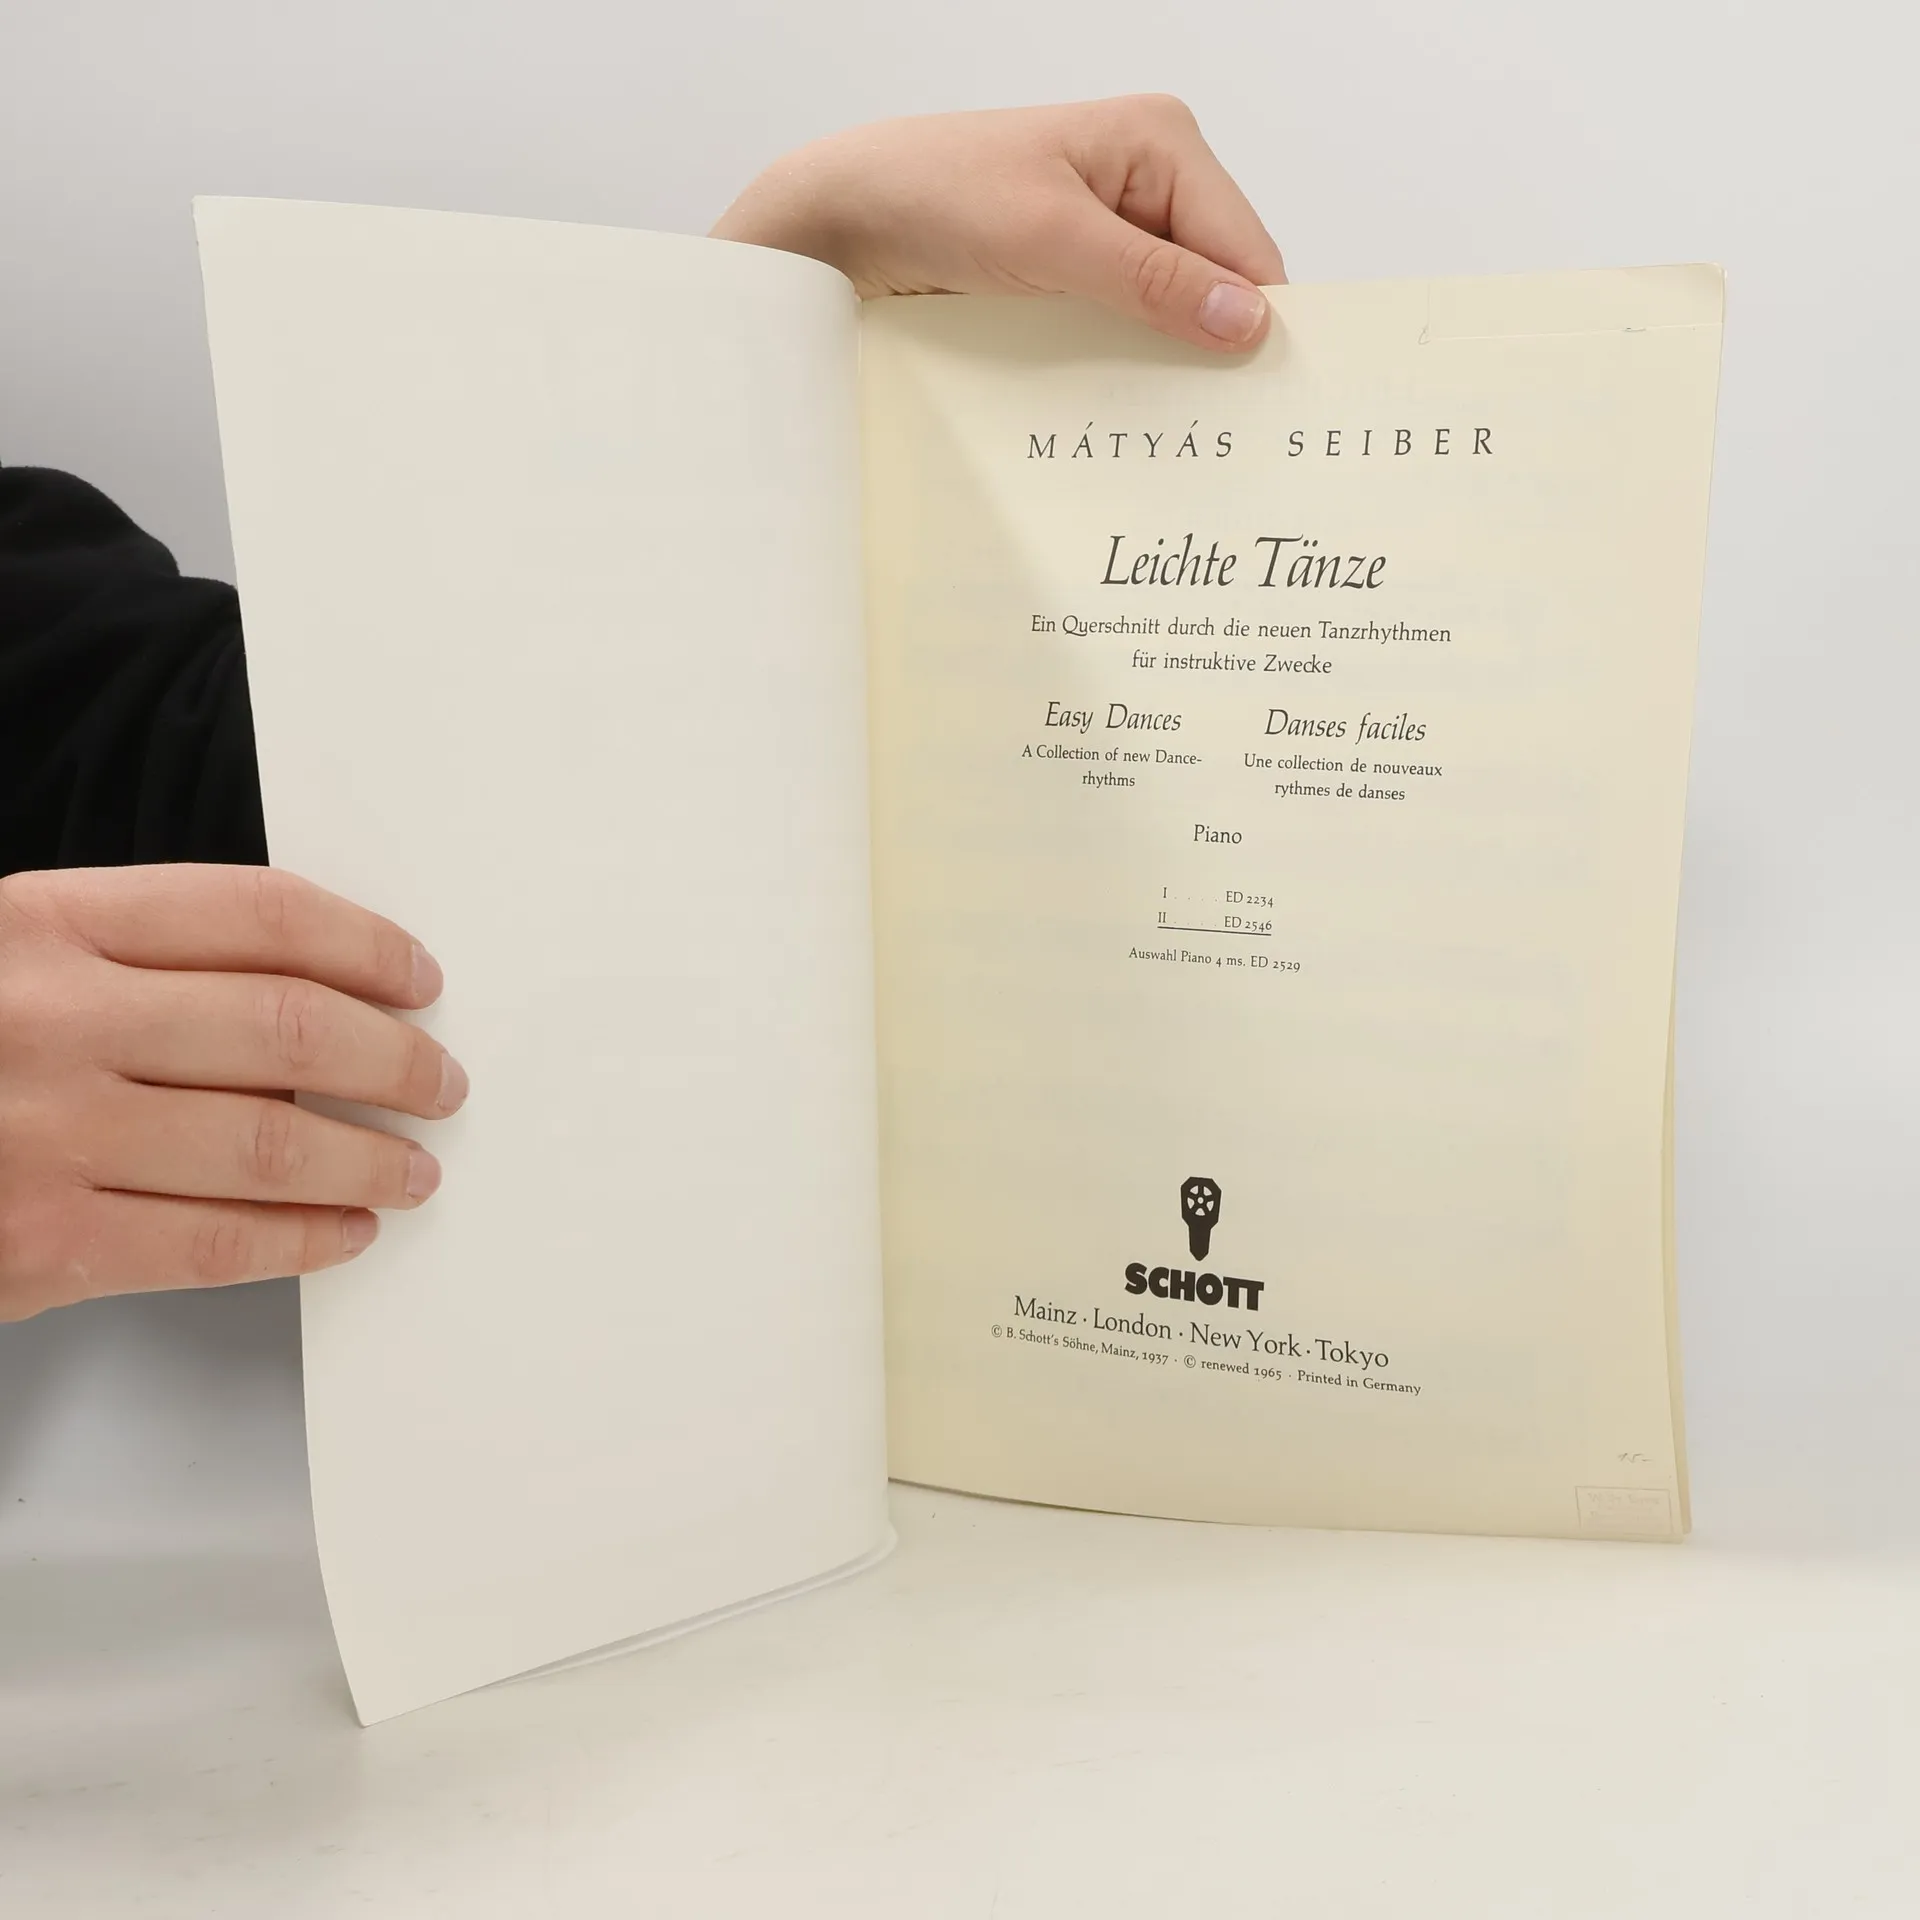 MÁTYÁS SEIBER
Leichte Tänze
Ein Querschnitt durch die neuen Tanzrhythmen
für instruktive Zwecke
Easy Dances
A Collection of new Dance-
rhythms
Danses faciles
Une collection de nouveaux
rythmes de danses
Piano
I . . . . ED 2234
II . . . . ED 2546
Auswahl Piano 4 ms. ED 2529
SCHOTT
Mainz · London · New York · Tokyo
© B. Schott's Söhne, Mainz, 1937 · © renewed 1965 · Printed in Germany
15-